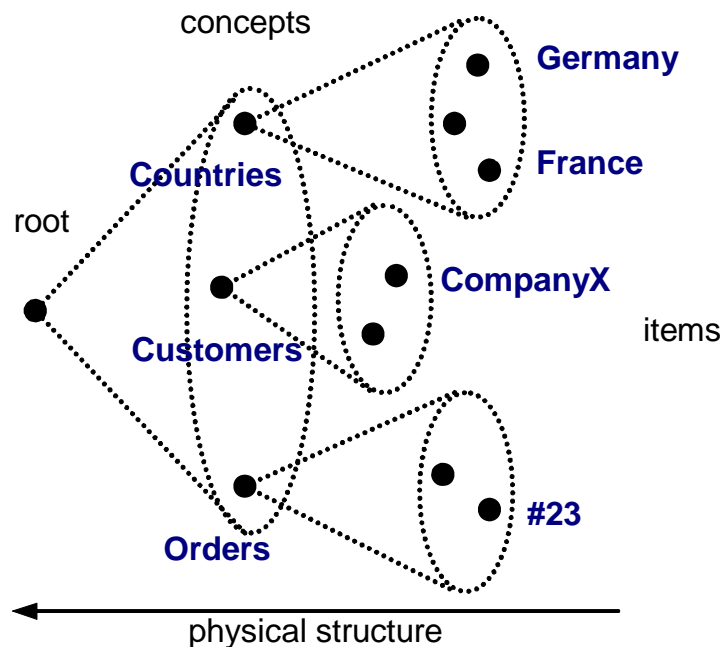 concepts
Germany
Countries
France
root
CompanyX
Customers
items
#23
Orders
physical structure